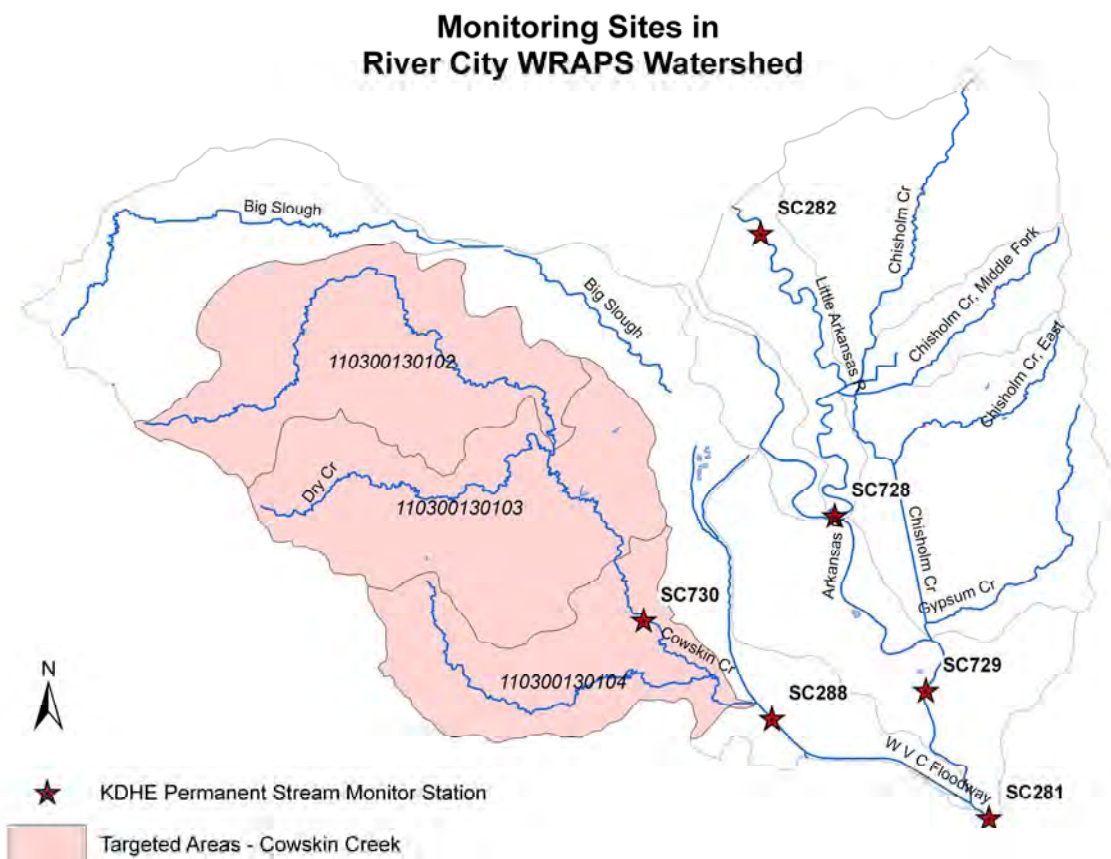 Monitoring Sites in
River City WRAPS Watershed
Big Slough
SC282
Chisholm Cr
Chisholm Cr, Middle Fork
Big Slough
Little Arkansas R
Chisholm Cr, East
110300130102
Dry Cr
110300130103
SC728
Arkansas
Chisholm Cr
Gypsum Cr
SC730
Cowskin Cr
SC729
110300130104
SC288
N
W V C Floodway
SC281
KDHE Permanent Stream Monitor Station
Targeted Areas - Cowskin Creek